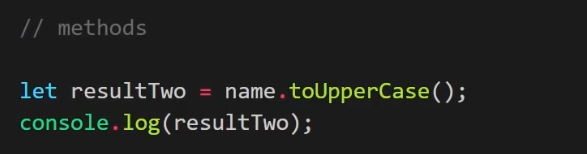 // methods
let resultTwo = name.toUpperCase();
console.log(resultTwo);